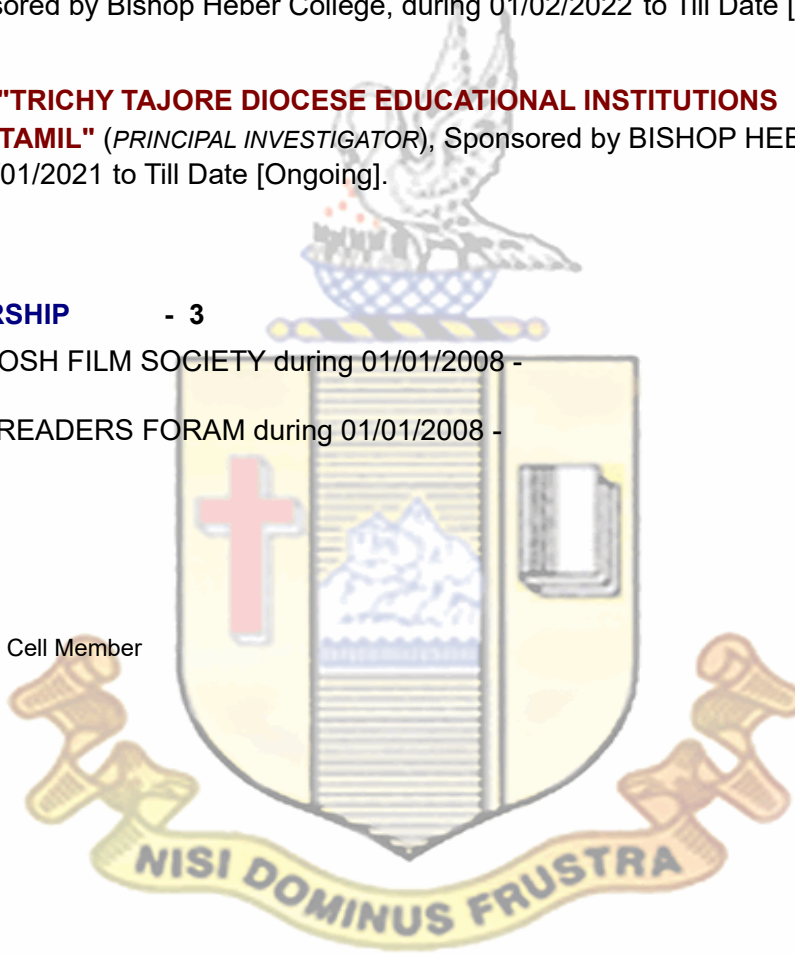 sored by Bishop Heber College, during 01/02/2022 to Till Date [
"TRICHY TAJORE DIOCESE EDUCATIONAL INSTITUTIONS
TAMIL" (PRINCIPAL INVESTIGATOR), Sponsored by BISHOP HEB
01/2021 to Till Date [Ongoing].
RSHIP - 3
OSH FILM SOCIETY during 01/01/2008 -
READERS FORAM during 01/01/2008 -
Cell Member
NISI DOMINUS FRUSTRA